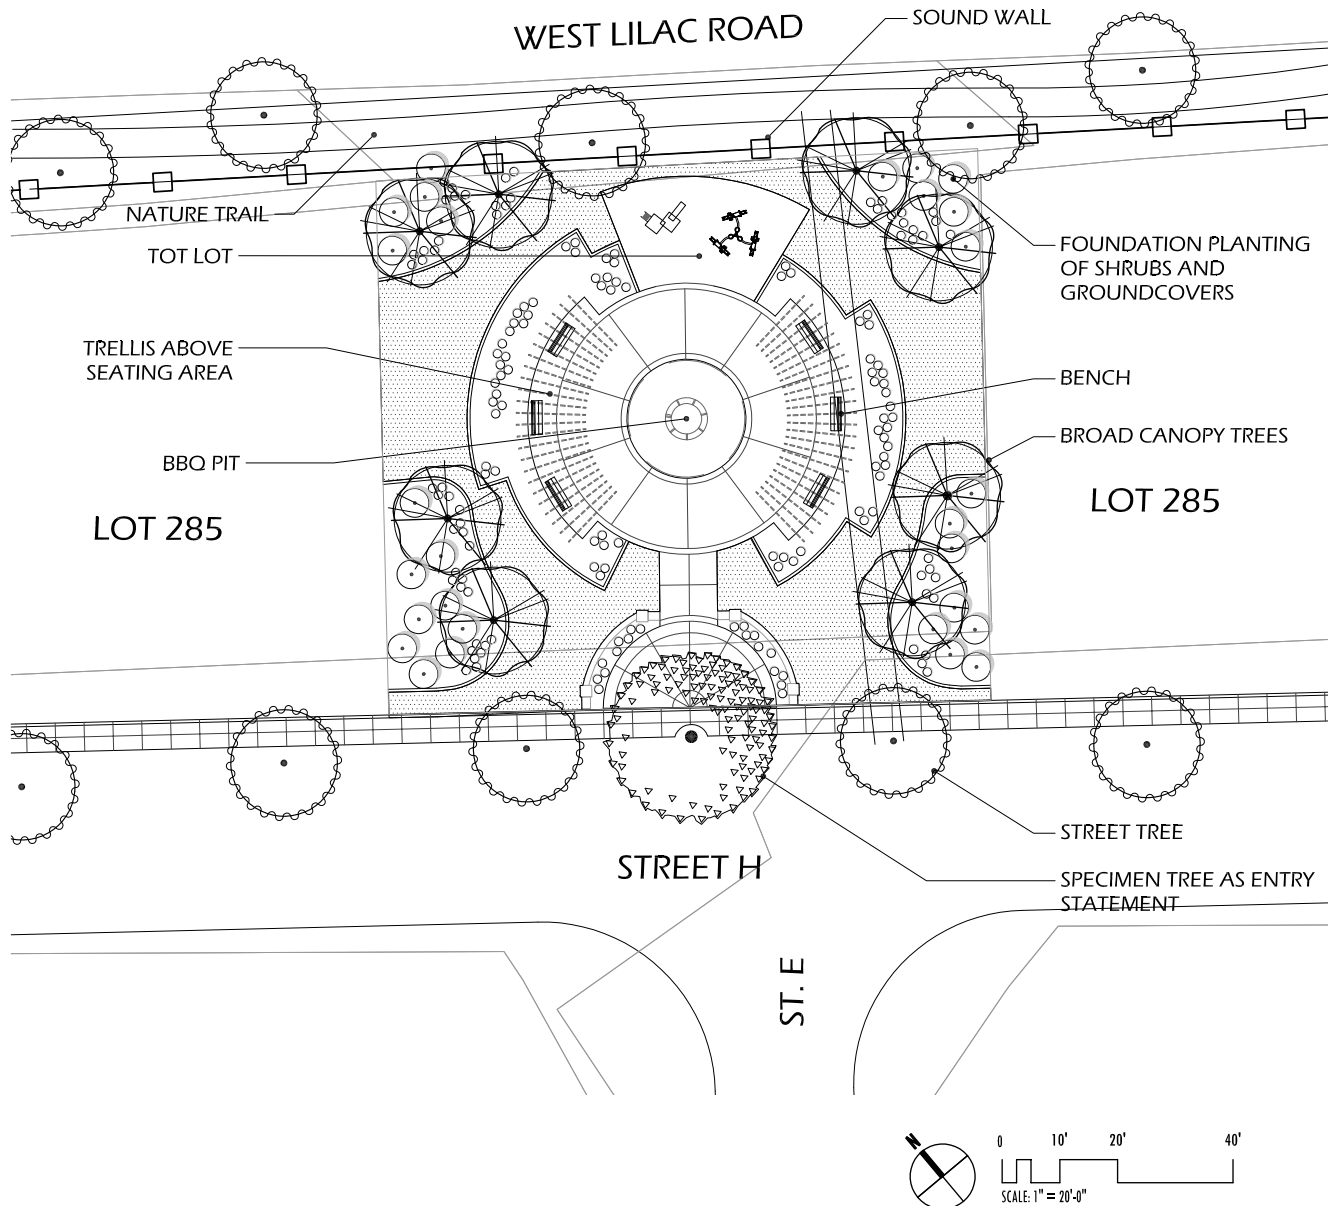 WEST LILAC ROAD
SOUND WALL
NATURE TRAIL
TOT LOT
FOUNDATION PLANTING
OF SHRUBS AND
GROUNDCOVERS
TRELLIS ABOVE
SEATING AREA
BENCH
BROAD CANOPY TREES
BBQ PIT
LOT 285
LOT 285
STREET TREE
STREET H
SPECIMEN TREE AS ENTRY
STATEMENT
ST. E
N
0 10' 20' 40'
SCALE: 1" = 20'-0"